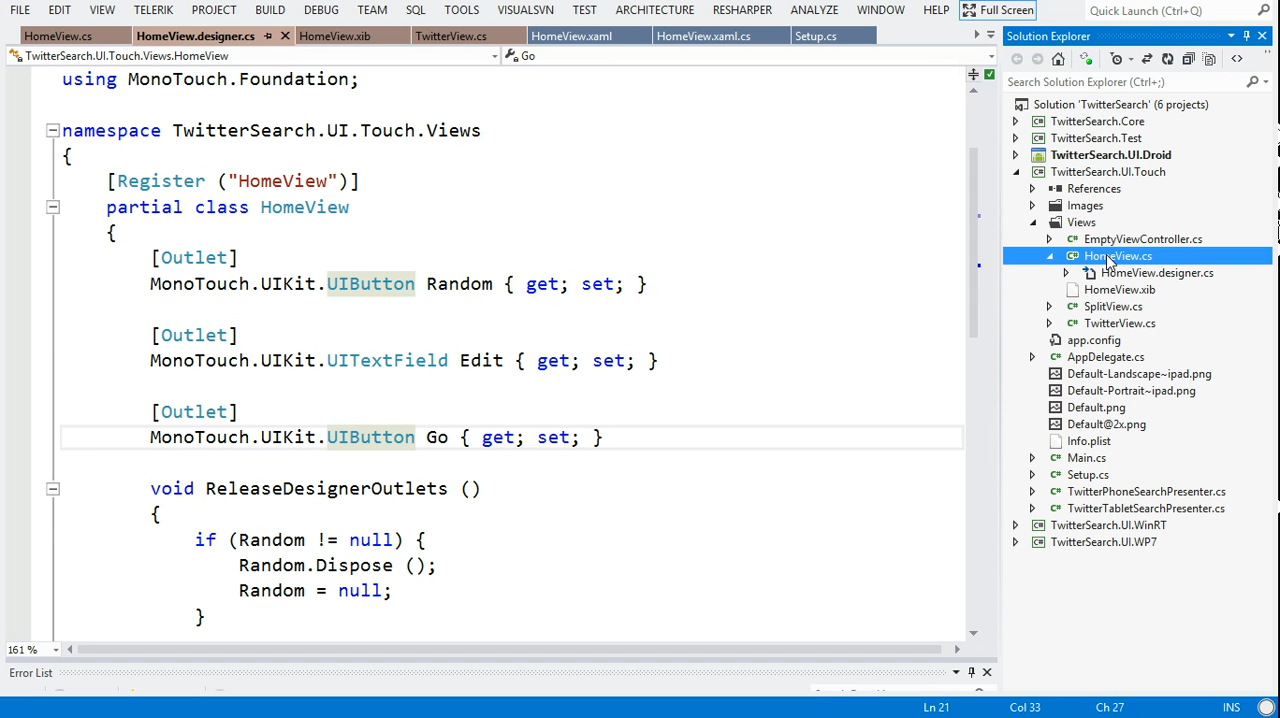 FILE EDIT VIEW TELERIK PROJECT BUILD DEBUG TEAM SQL TOOLS VISUALSVN TEST ARCHITECTURE RESHARPER ANALYZE WINDOW HELP Full Screen Quick Launch (Ctrl+Q)
HomeView.cs HomeView.designer.cs HomeView.xib TwitterView.cs HomeView.xaml HomeView.xaml.cs Setup.cs
TwitterSearch.UI.Touch.Views.HomeView Go
using MonoTouch.Foundation;
namespace TwitterSearch.UI.Touch.Views
{
[Register ("HomeView")]
partial class HomeView
{
[Outlet]
MonoTouch.UIKit.UIButton Random { get; set; }
[Outlet]
MonoTouch.UIKit.UITextField Edit { get; set; }
[Outlet]
MonoTouch.UIKit.UIButton Go { get; set; }
void ReleaseDesignerOutlets ()
{
if (Random != null) {
Random.Dispose ();
Random = null;
}
161 %
Error List
Solution Explorer
Search Solution Explorer (Ctrl+;)
Solution 'TwitterSearch' (6 projects)
TwitterSearch.Core
TwitterSearch.Test
TwitterSearch.UI.Droid
TwitterSearch.UI.Touch
References
Images
Views
EmptyViewController.cs
HomeView.cs
HomeView.designer.cs
HomeView.xib
SplitView.cs
TwitterView.cs
app.config
AppDelegate.cs
Default-Landscape~ipad.png
Default-Portrait~ipad.png
Default.png
Default@2x.png
Info.plist
Main.cs
Setup.cs
TwitterPhoneSearchPresenter.cs
TwitterTabletSearchPresenter.cs
TwitterSearch.UI.WinRT
TwitterSearch.UI.WP7
Ln 21 Col 33 Ch 27 INS